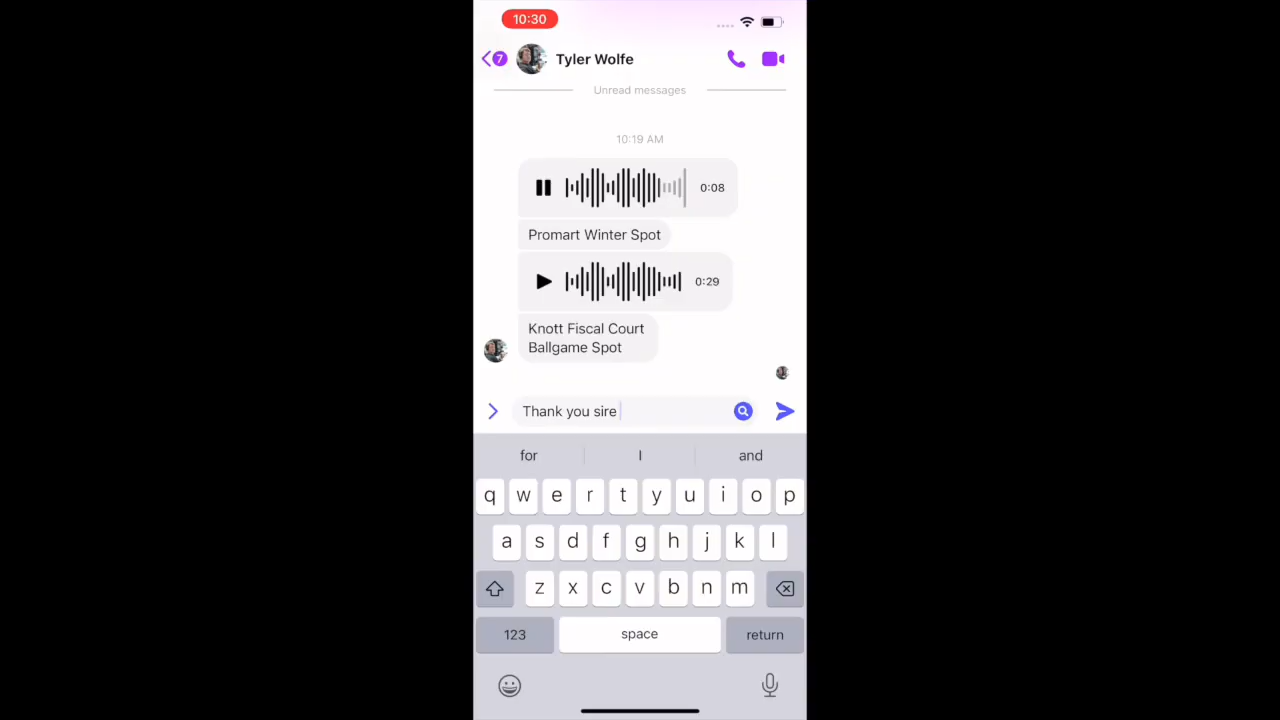 10:30
7
Tyler Wolfe
Unread messages
10:19 AM
0:08
Promart Winter Spot
0:29
Knott Fiscal Court
Ballgame Spot
Thank you sire
for I and
q w e r t y u i o p
a s d f g h j k l
z x c v b n m
123 space return